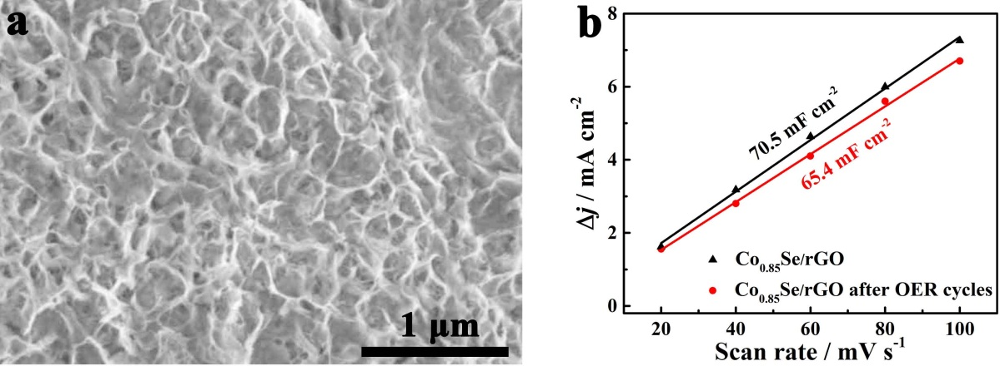 a
1 μm
b
8
6
4
2
0
Δj / mA cm⁻²
70.5 mF cm⁻²
65.4 mF cm⁻²
Co₀.₈₅Se/rGO
Co₀.₈₅Se/rGO after OER cycles
20 40 60 80 100
Scan rate / mV s⁻¹